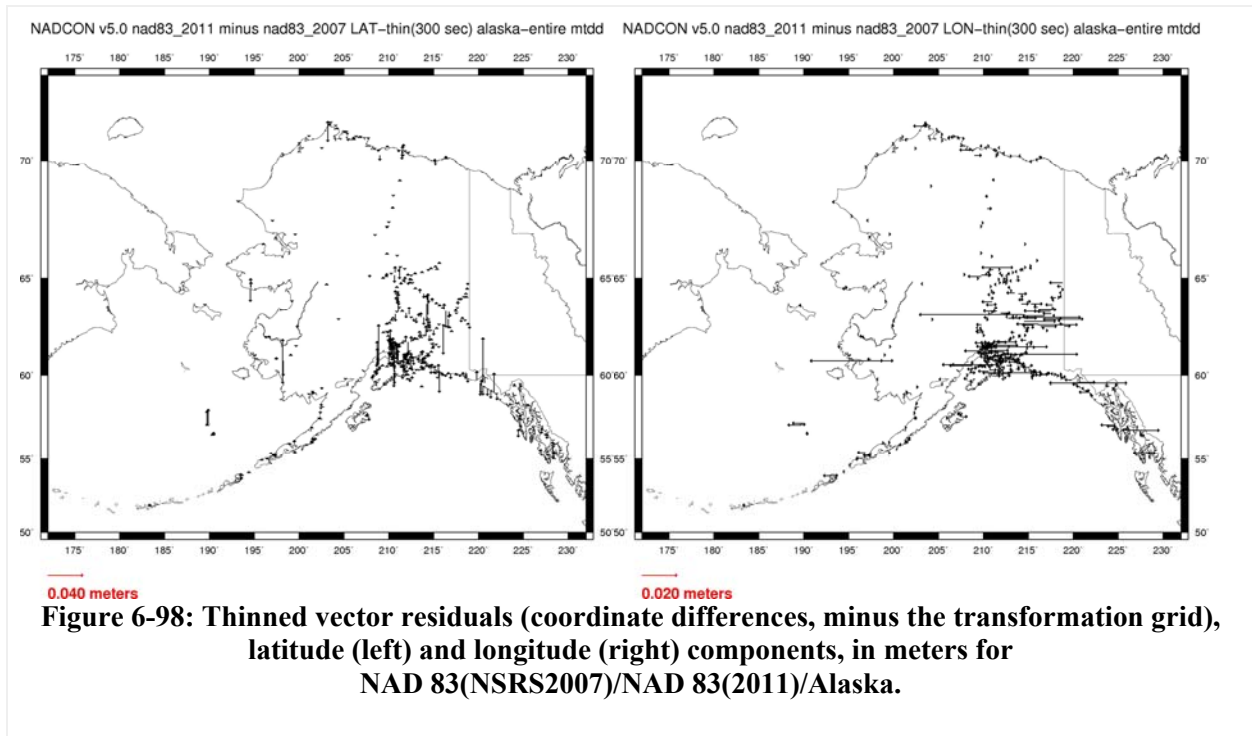 NADCON v5.0 nad83_2011 minus nad83_2007 LAT-thin(300 sec) alaska-entire mtdd
NADCON v5.0 nad83_2011 minus nad83_2007 LON-thin(300 sec) alaska-entire mtdd
175° 180° 185° 190° 195° 200° 205° 210° 215° 220° 225° 230°
175° 180° 185° 190° 195° 200° 205° 210° 215° 220° 225° 230°
70° 70° 70° 70°
65° 65° 65° 65°
60° 60° 60° 60°
55° 55° 55° 55°
50° 50° 50° 50°
175° 180° 185° 190° 195° 200° 205° 210° 215° 220° 225° 230°
175° 180° 185° 190° 195° 200° 205° 210° 215° 220° 225° 230°
0.040 meters
0.020 meters
Figure 6-98: Thinned vector residuals (coordinate differences, minus the transformation grid),
latitude (left) and longitude (right) components, in meters for
NAD 83(NSRS2007)/NAD 83(2011)/Alaska.